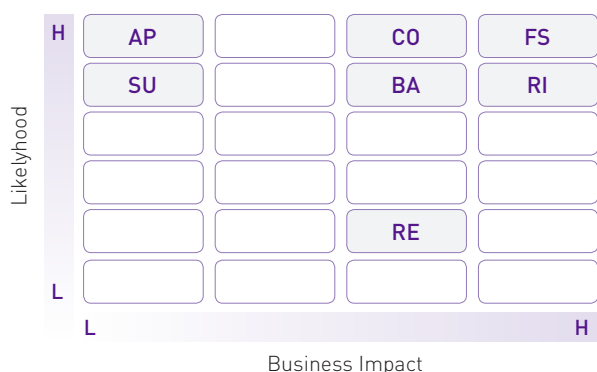 H
AP CO FS
SU BA RI
Likelyhood
RE
L
L H
Business Impact